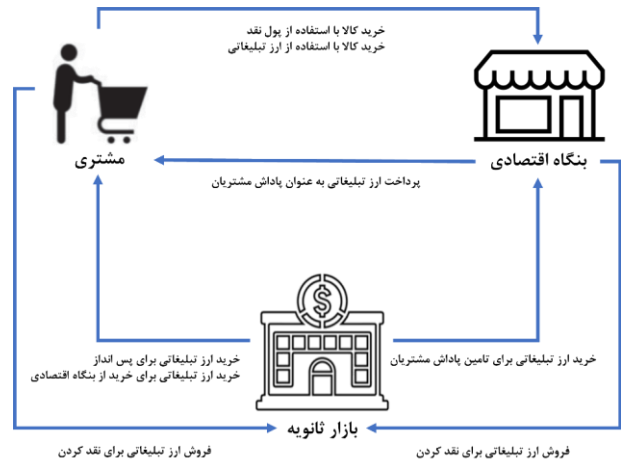 خرید کالا با استفاده از پول نقد
خرید کالا با استفاده از ارز تبلیغاتی
مشتری
بنگاه اقتصادی
پرداخت ارز تبلیغاتی به عنوان پاداش مشتریان
خرید ارز تبلیغاتی برای تامین پاداش مشتریان
خرید ارز تبلیغاتی برای پس انداز
خرید ارز تبلیغاتی برای خرید از بنگاه اقتصادی
$
بازار ثانویه
فروش ارز تبلیغاتی برای نقد کردن
فروش ارز تبلیغاتی برای نقد کردن